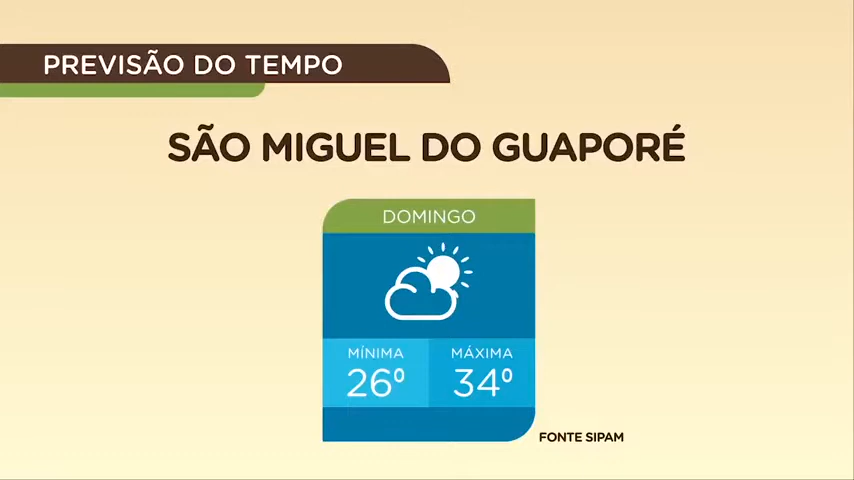 PREVISÃO DO TEMPO
SÃO MIGUEL DO GUAPORÉ
DOMINGO
MÍNIMA MÁXIMA
26º 34º
FONTE SIPAM